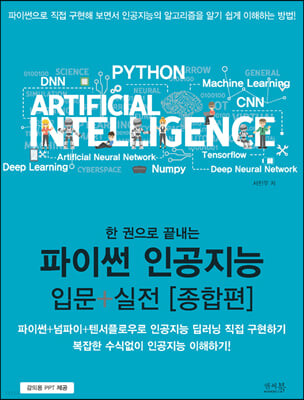 파이썬으로 직접 구현해 보면서 인공지능의 알고리즘을 알기 쉽게 이해하는 방법!
PYTHON
SCIENCE
DNN
Machine Learning
CNN
ARTIFICIAL
INTELLIGENCE
Artificial Neural Network
Tensorflow
Deep Learning
CYBERSPACE
Numpy
Deep Neural Network
서민우 저
한 권으로 끝내는
파이썬 인공지능
입문+실전 [종합편]
파이썬+넘파이+텐서플로우로 인공지능 딥러닝 직접 구현하기
복잡한 수식없이 인공지능 이해하기!
강의용 PPT 제공
앤써북